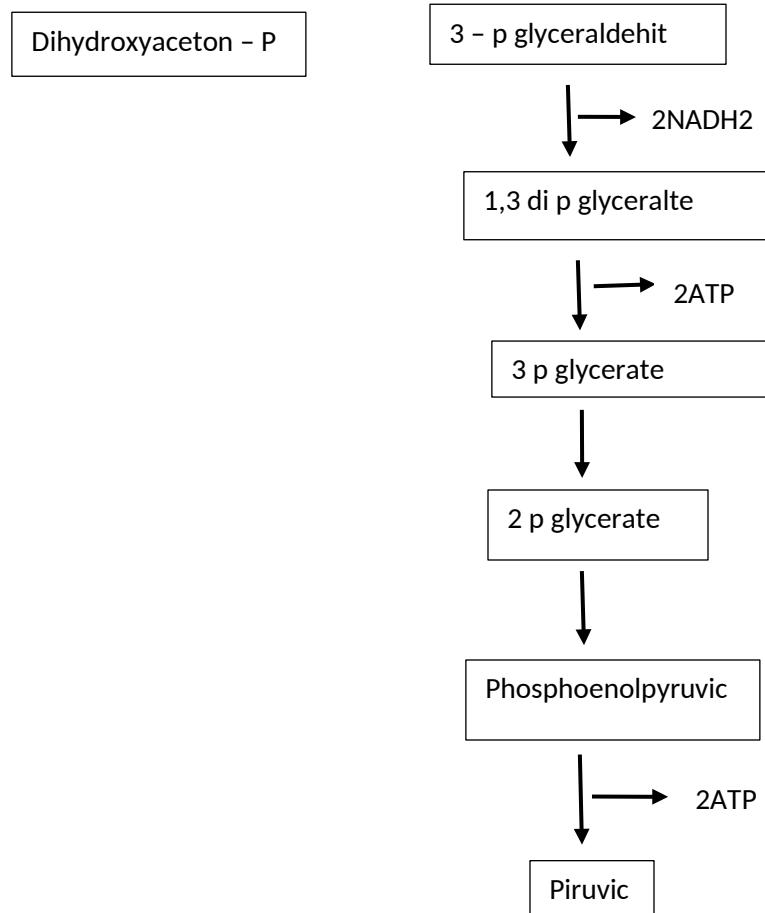 Dihydroxyaceton – P
3 – p glyceraldehit
2NADH2
1,3 di p glyceralte
2ATP
3 p glycerate
2 p glycerate
Phosphoenolpyruvic
2ATP
Piruvic